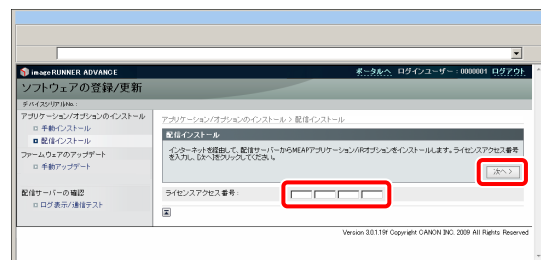 imageRUNNER ADVANCE
ポータルへ ログインユーザー : 0000001 ログアウト
ソフトウェアの登録/更新
デバイスシリアルNo. :
アプリケーション/オプションのインストール
手動インストール
配信インストール
ファームウェアのアップデート
手動アップデート
配信サーバーの確認
ログ表示/通信テスト
アプリケーション/オプションのインストール > 配信インストール
配信インストール
インターネットを経由して、配信サーバーからMEAPアプリケーション/iRオプションをインストールします。ライセンスアクセス番号
を入力し、[次へ]をクリックしてください。
次へ >
ライセンスアクセス番号 :
Version 3.0.1.19f Copyright CANON INC. 2009 All Rights Reserved